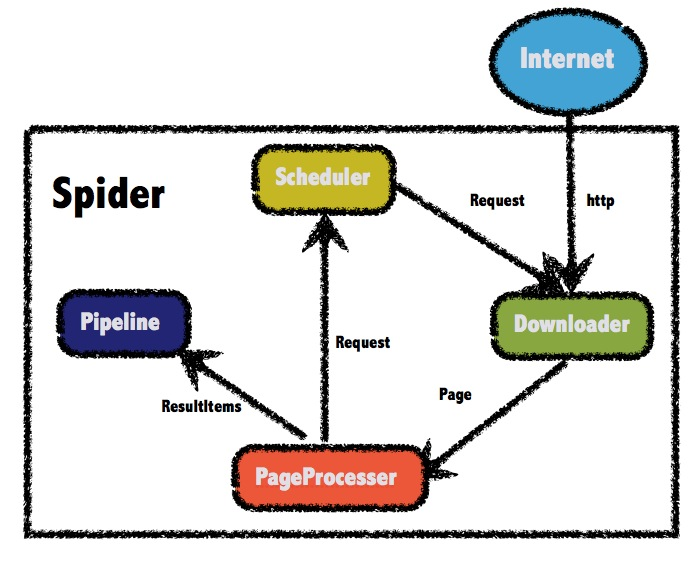 Internet
Scheduler
Spider
Request
http
Pipeline
Downloader
Request
Page
ResultItems
PageProcesser